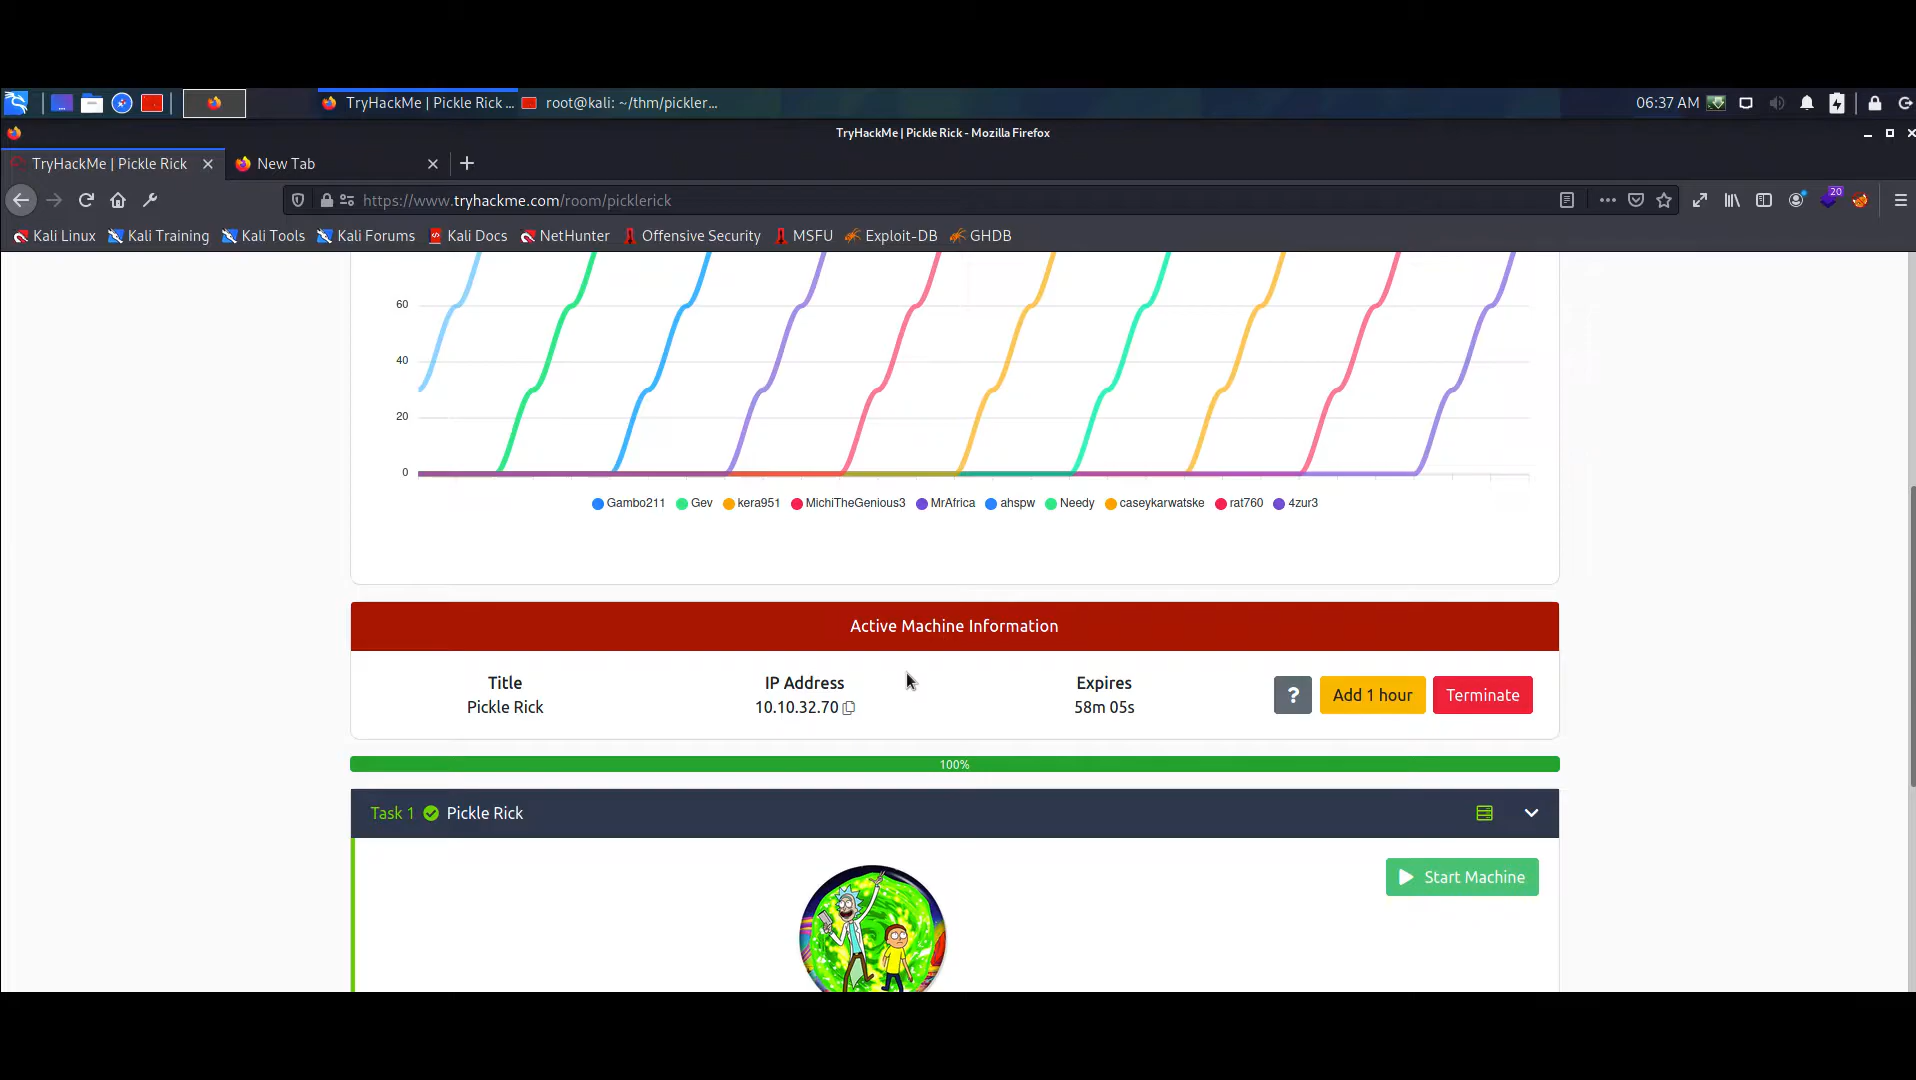 TryHackMe | Pickle Rick ... root@kali: ~/thm/pickler... 06:37 AM
TryHackMe | Pickle Rick - Mozilla Firefox
TryHackMe | Pickle Rick New Tab
https://www.tryhackme.com/room/picklerick 20
Kali Linux Kali Training Kali Tools Kali Forums Kali Docs NetHunter Offensive Security MSFU Exploit-DB GHDB
60
40
20
0
Gambo211 Gev kera951 MichiTheGenious3 MrAfrica ahspw Needy caseykarwatske rat760 4zur3
Active Machine Information
Title IP Address Expires
Pickle Rick 10.10.32.70 58m 05s
? Add 1 hour Terminate
100%
Task 1 Pickle Rick
Start Machine